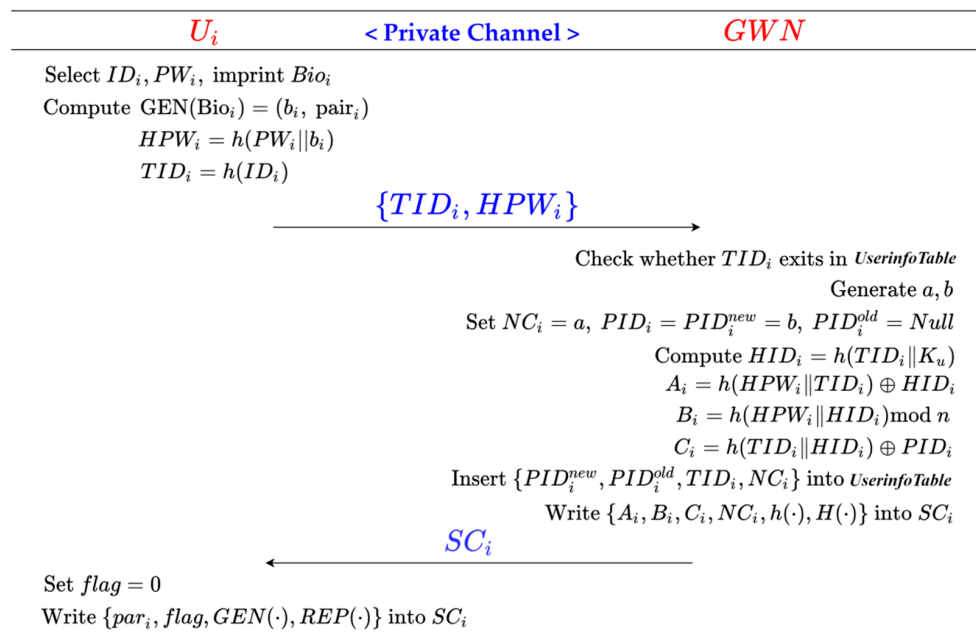 U_i < Private Channel > GWN
Select ID_i, PW_i, imprint Bio_i
Compute GEN(Bio_i) = (b_i, pair_i)
HPW_i = h(PW_i||b_i)
TID_i = h(ID_i)
{TID_i, HPW_i}
Check whether TID_i exits in UserinfoTable
Generate a, b
Set NC_i = a, PID_i = PID_i^{new} = b, PID_i^{old} = Null
Compute HID_i = h(TID_i‖K_u)
A_i = h(HPW_i‖TID_i) ⊕ HID_i
B_i = h(HPW_i‖HID_i)mod n
C_i = h(TID_i‖HID_i) ⊕ PID_i
Insert {PID_i^{new}, PID_i^{old}, TID_i, NC_i} into UserinfoTable
Write {A_i, B_i, C_i, NC_i, h(·), H(·)} into SC_i
SC_i
Set flag = 0
Write {par_i, flag, GEN(·), REP(·)} into SC_i